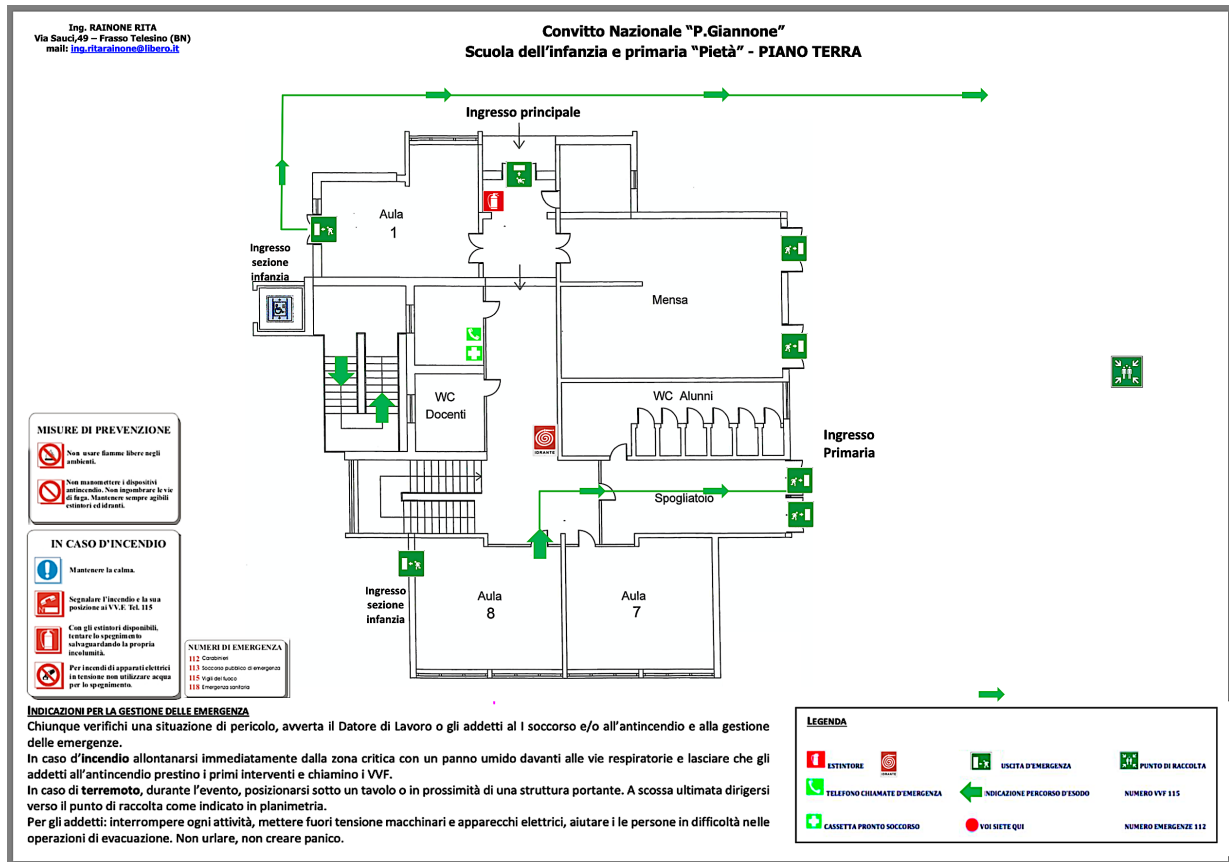 Ing. RAINONE RITA
Via Sauci,49 – Frasso Telesino (BN)
mail: ing.ritarainone@libero.it
Convitto Nazionale “P.Giannone”
Scuola dell’infanzia e primaria “Pietà” - PIANO TERRA
Ingresso principale
Aula
1
Ingresso
sezione
infanzia
Mensa
WC
Docenti
WC Alunni
IDRANTE
Ingresso
Primaria
Spogliatoio
Ingresso
sezione
infanzia
Aula
8
Aula
7
MISURE DI PREVENZIONE
Non usare fiamme libere negli
ambienti.
Non manomettere i dispositivi
antincendio. Non ingombrare le vie
di fuga. Mantenere sempre agibili
estintori ed idranti.
IN CASO D’INCENDIO
Mantenere la calma.
Segnalare l’incendio e la sua
posizione ai VV.F. Tel. 115
Con gli estintori disponibili,
tentare lo spegnimento
salvaguardando la propria
incolumità.
Per incendi di apparati elettrici
in tensione non utilizzare acqua
per lo spegnimento.
NUMERI DI EMERGENZA
112 Carabinieri
113 Soccorso pubblico di emergenza
115 Vigili del fuoco
118 Emergenza sanitaria
INDICAZIONI PER LA GESTIONE DELLE EMERGENZA
Chiunque verifichi una situazione di pericolo, avverta il Datore di Lavoro o gli addetti al I soccorso e/o all’antincendio e alla gestione
delle emergenze.
In caso d’incendio allontanarsi immediatamente dalla zona critica con un panno umido davanti alle vie respiratorie e lasciare che gli
addetti all’antincendio prestino i primi interventi e chiamino i VVF.
In caso di terremoto, durante l’evento, posizionarsi sotto un tavolo o in prossimità di una struttura portante. A scossa ultimata dirigersi
verso il punto di raccolta come indicato in planimetria.
Per gli addetti: interrompere ogni attività, mettere fuori tensione macchinari e apparecchi elettrici, aiutare i le persone in difficoltà nelle
operazioni di evacuazione. Non urlare, non creare panico.
LEGENDA
ESTINTORE
IDRANTE
USCITA D'EMERGENZA
PUNTO DI RACCOLTA
TELEFONO CHIAMATE D'EMERGENZA
INDICAZIONE PERCORSO D'ESODO
NUMERO VVF 115
CASSETTA PRONTO SOCCORSO
VOI SIETE QUI
NUMERO EMERGENZE 112